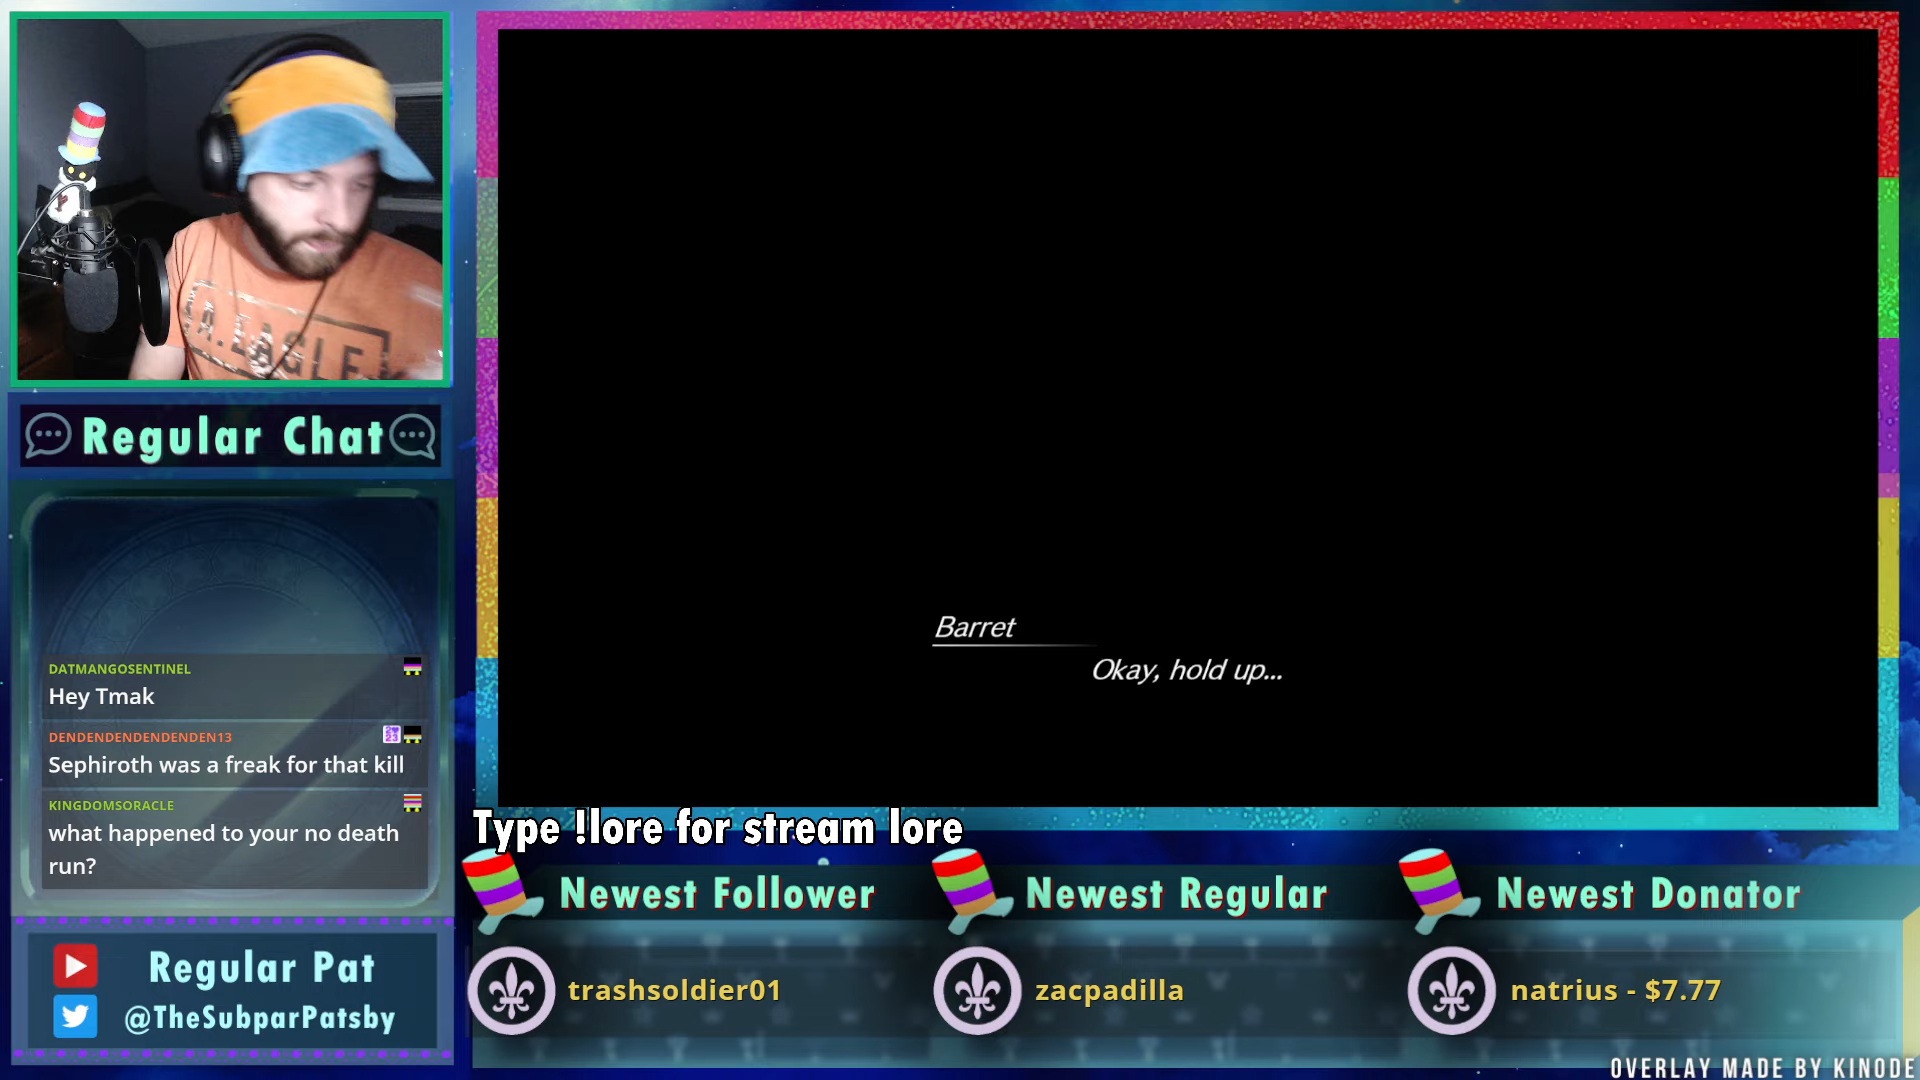 A.EAGLE
Regular Chat
DATMANGOSENTINEL
Hey Tmak
DENDENDENDENDENDEN13
Sephiroth was a freak for that kill
KINGDOMSORACLE
what happened to your no death
run?
Regular Pat
@TheSubparPatsby
Barret
Okay, hold up...
Type !lore for stream lore
Newest Follower
trashsoldier01
Newest Regular
zacpadilla
Newest Donator
natrius - $7.77
OVERLAY MADE BY KINODE